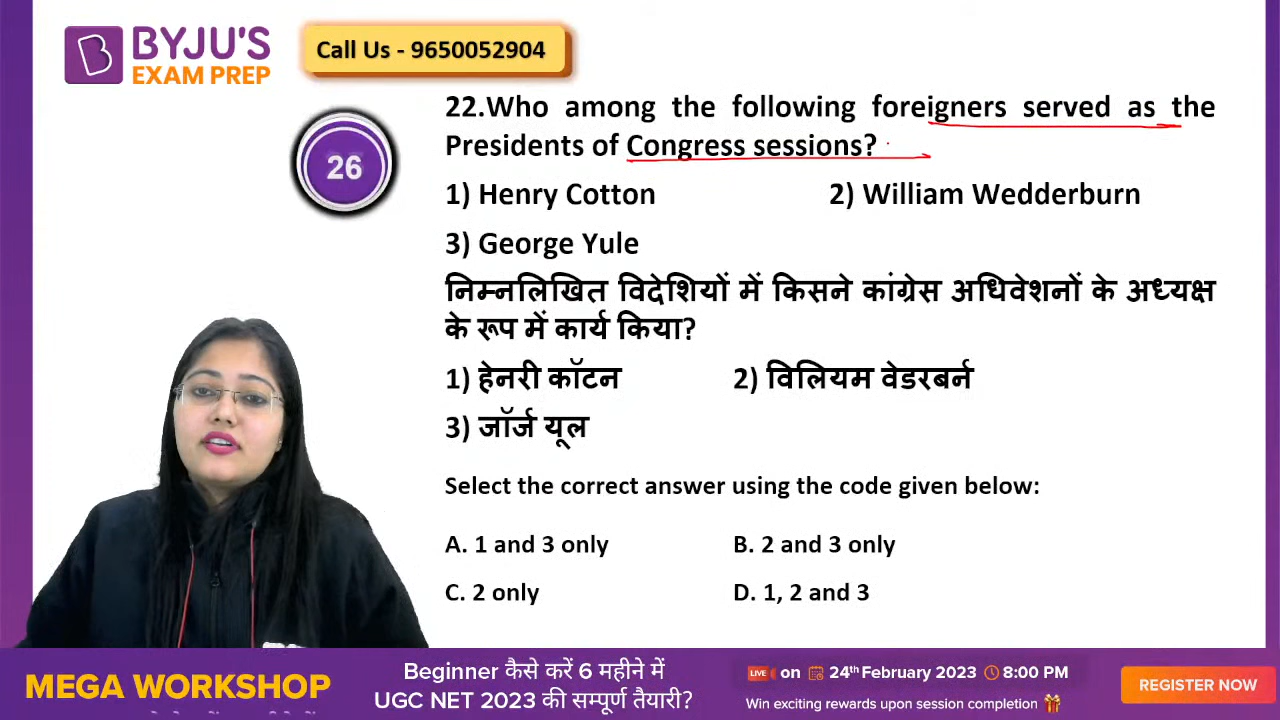 BYJU'S
EXAM PREP
Call Us - 9650052904
26
22.Who among the following foreigners served as the
Presidents of Congress sessions?
1) Henry Cotton 2) William Wedderburn
3) George Yule
निम्नलिखित विदेशियों में किसने कांग्रेस अधिवेशनों के अध्यक्ष
के रूप में कार्य किया?
1) हेनरी कॉटन 2) विलियम वेडरबर्न
3) जॉर्ज यूल
Select the correct answer using the code given below:
A. 1 and 3 only B. 2 and 3 only
C. 2 only D. 1, 2 and 3
MEGA WORKSHOP
Beginner कैसे करें 6 महीने में
UGC NET 2023 की सम्पूर्ण तैयारी?
LIVE on 24th February 2023 8:00 PM
Win exciting rewards upon session completion
REGISTER NOW